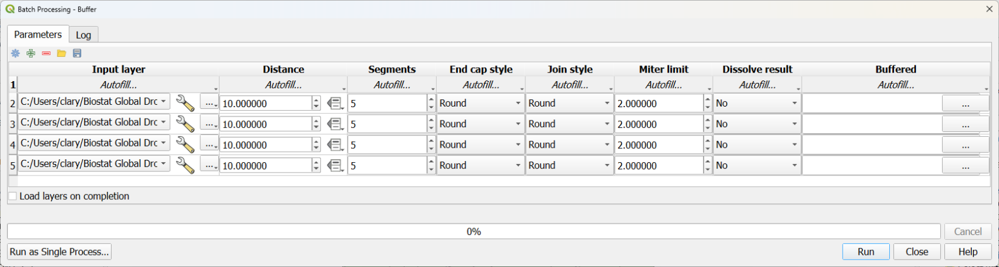 Batch Processing - Buffer
Parameters Log
Input layer Distance Segments End cap style Join style Miter limit Dissolve result Buffered
1 Autofill... Autofill... Autofill... Autofill... Autofill... Autofill... Autofill... Autofill...
2 C:/Users/clary/Biostat Global Drc ... 10.000000 5 Round Round 2.000000 No ...
3 C:/Users/clary/Biostat Global Drc ... 10.000000 5 Round Round 2.000000 No ...
4 C:/Users/clary/Biostat Global Drc ... 10.000000 5 Round Round 2.000000 No ...
5 C:/Users/clary/Biostat Global Drc ... 10.000000 5 Round Round 2.000000 No ...
Load layers on completion
0% Cancel
Run as Single Process... Run Close Help